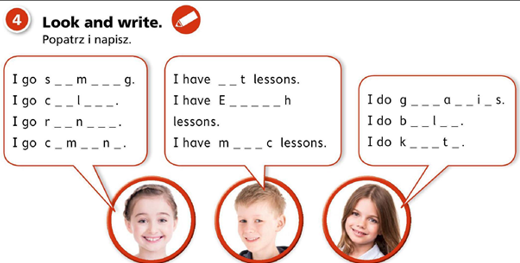 4 Look and write.
Popatrz i napisz.
I go s _ _ m _ _ _ g.
I go c _ _ l _ _ _.
I go r _ _ n _ _ _.
I go c _ m _ _ n _.
I have _ _ t lessons.
I have E _ _ _ _ _ h
lessons.
I have m _ _ _ c lessons.
I do g _ _ _ a _ _ i _ s.
I do b _ _ l _ _.
I do k _ _ _ t _.